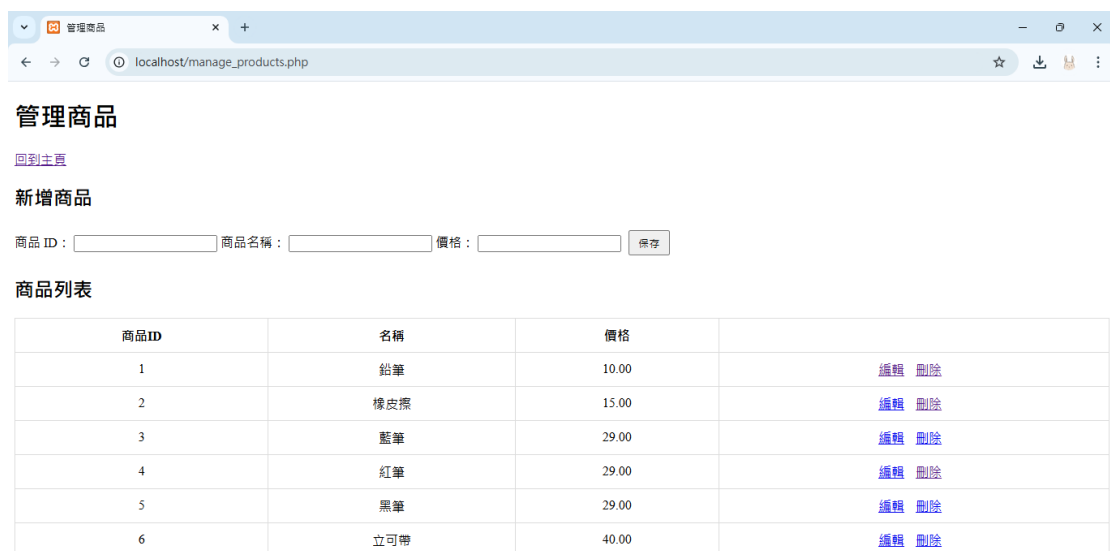 管理商品
localhost/manage_products.php
管理商品
回到主頁
新增商品
商品 ID： 商品名稱： 價格： 保存
商品列表
商品ID 名稱 價格
1 鉛筆 10.00 編輯 刪除
2 橡皮擦 15.00 編輯 刪除
3 藍筆 29.00 編輯 刪除
4 紅筆 29.00 編輯 刪除
5 黑筆 29.00 編輯 刪除
6 立可帶 40.00 編輯 刪除